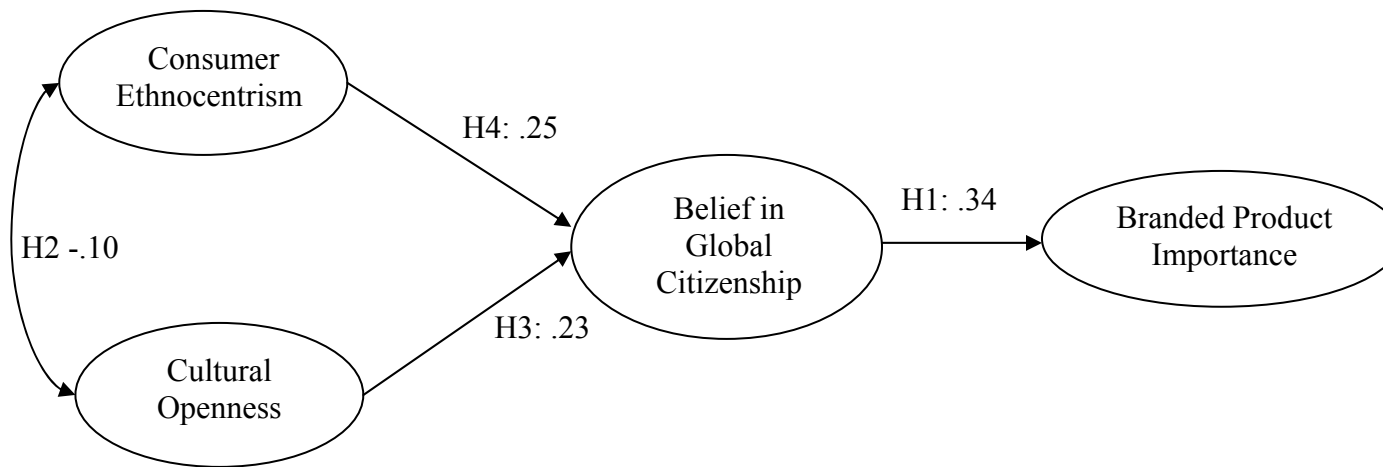 Consumer
Ethnocentrism
H4: .25
Belief in
Global
Citizenship
H1: .34
Branded Product
Importance
H2 -.10
H3: .23
Cultural
Openness